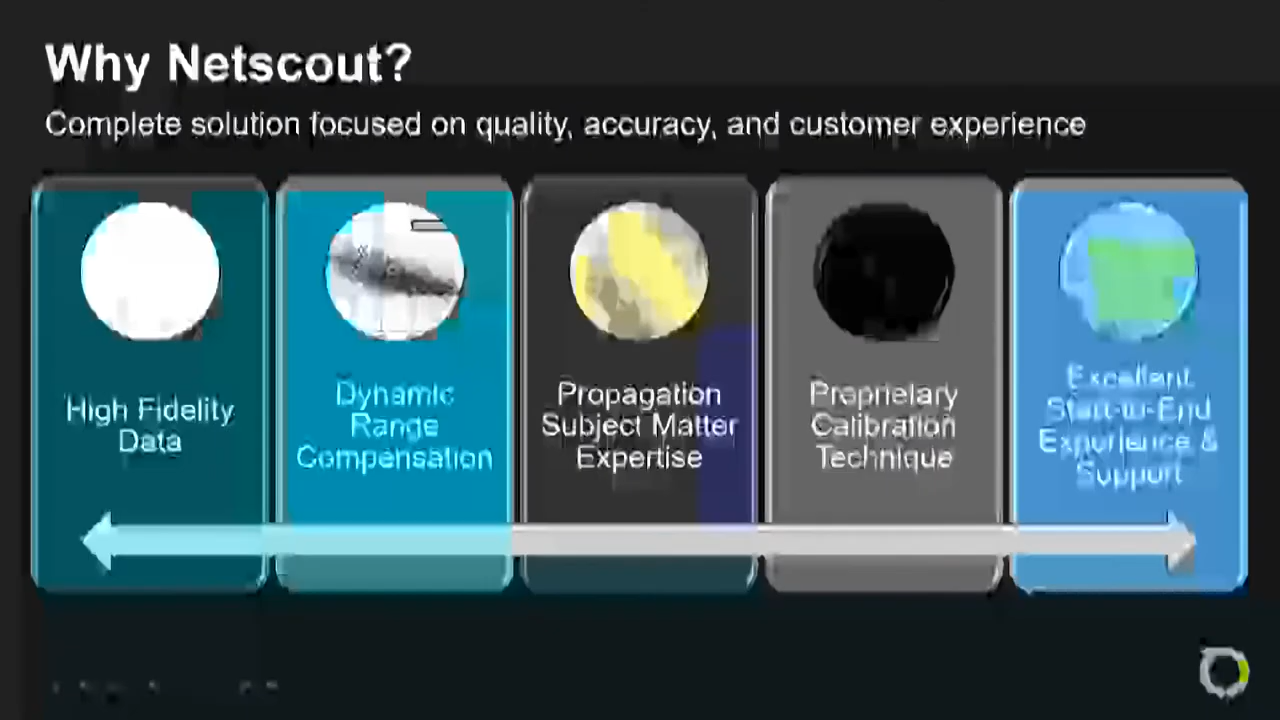 Why Netscout?
Complete solution focused on quality, accuracy, and customer experience
High Fidelity
Data
Dynamic
Range
Compensation
Propagation
Subject Matter
Expertise
Proprietary
Calibration
Technique
Excellent
Start-to-End
Experience &
Support